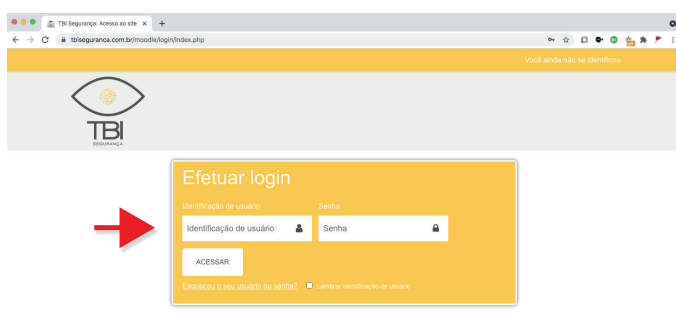 TBI Segurança: Acesso ao site
tbiseguranca.com.br/moodle/login/index.php
Você ainda não se identificou.
TBI
SEGURANÇA
Efetuar login
Identificação de usuário Senha
Identificação de usuário Senha
ACESSAR
Esqueceu o seu usuário ou senha? Lembrar identificação de usuário